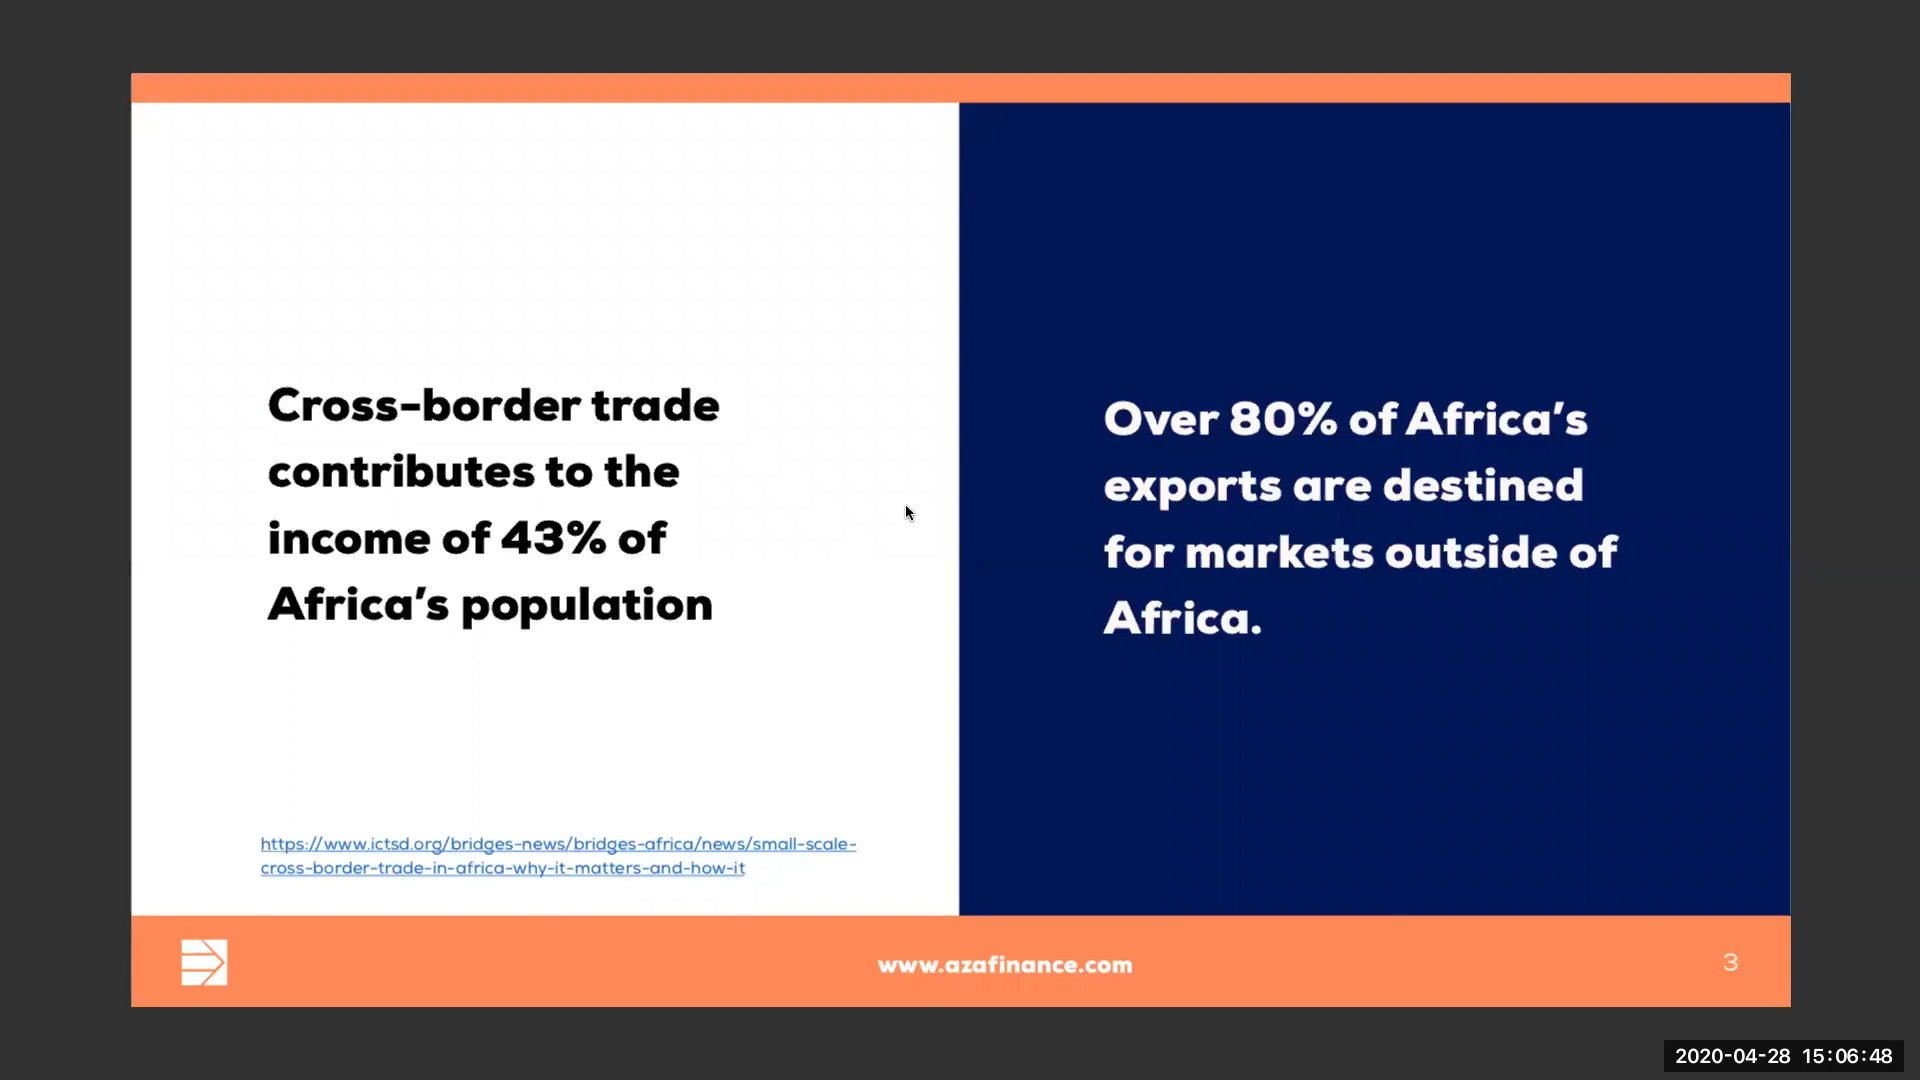 Cross-border trade
contributes to the
income of 43% of
Africa's population
Over 80% of Africa's
exports are destined
for markets outside of
Africa.
https://www.ictsd.org/bridges-news/bridges-africa/news/small-scale-
cross-border-trade-in-africa-why-it-matters-and-how-it
www.azafinance.com
3
2020-04-28 15:06:48